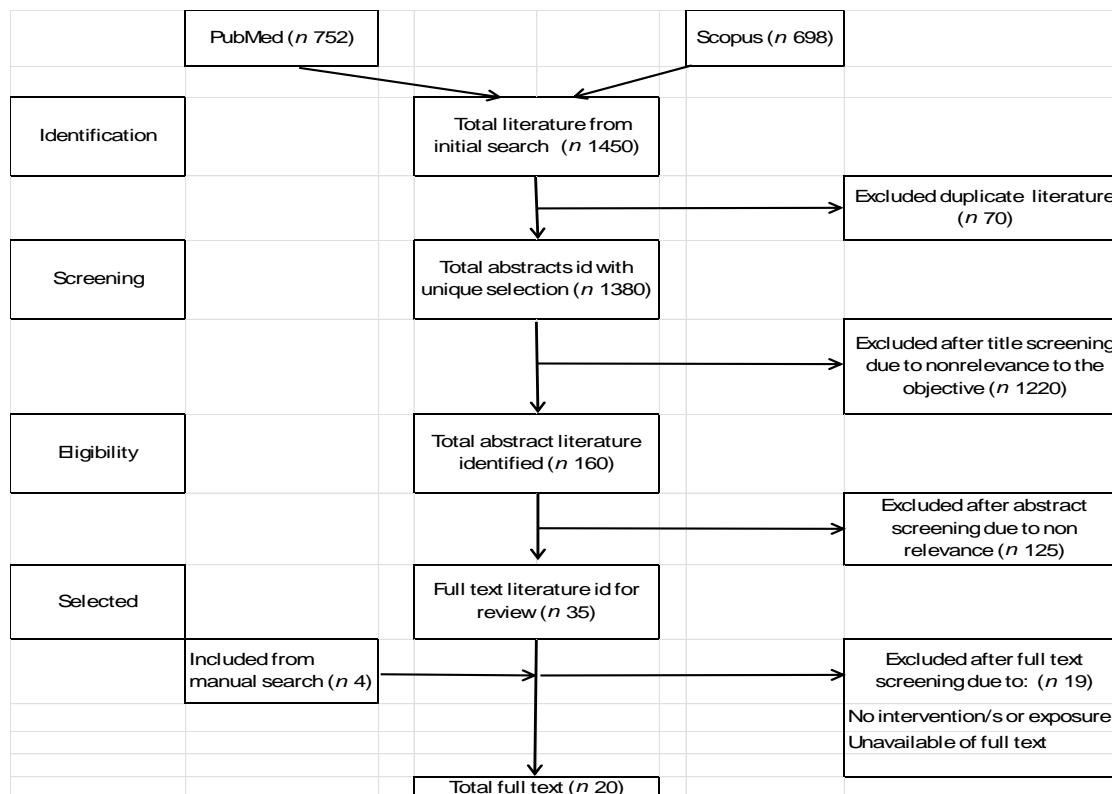 PubMed (n 752)
Scopus (n 698)
Identification
Total literature from
initial search (n 1450)
Excluded duplicate literature
(n 70)
Screening
Total abstracts id with
unique selection (n 1380)
Excluded after title screening
due to nonrelevance to the
objective (n 1220)
Eligibility
Total abstract literature
identified (n 160)
Excluded after abstract
screening due to non
relevance (n 125)
Selected
Full text literature id for
review (n 35)
Included from
manual search (n 4)
Excluded after full text
screening due to: (n 19)
No intervention/s or exposure
Unavailable of full text
Total full text (n 20)